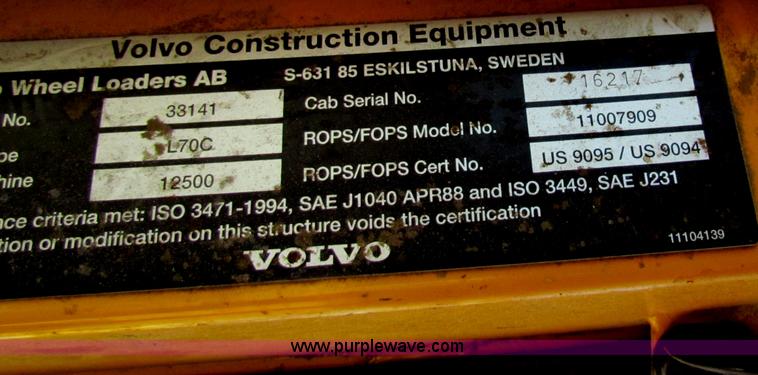 Volvo Construction Equipment
Wheel Loaders AB S-631 85 ESKILSTUNA, SWEDEN
No. 33141 Cab Serial No. 16217
L70C ROPS/FOPS Model No. 11007909
12500 ROPS/FOPS Cert No. US 9095 / US 9094
criteria met: ISO 3471-1994, SAE J1040 APR88 and ISO 3449, SAE J231
or modification on this structure voids the certification
VOLVO
11104139
www.purplewave.com